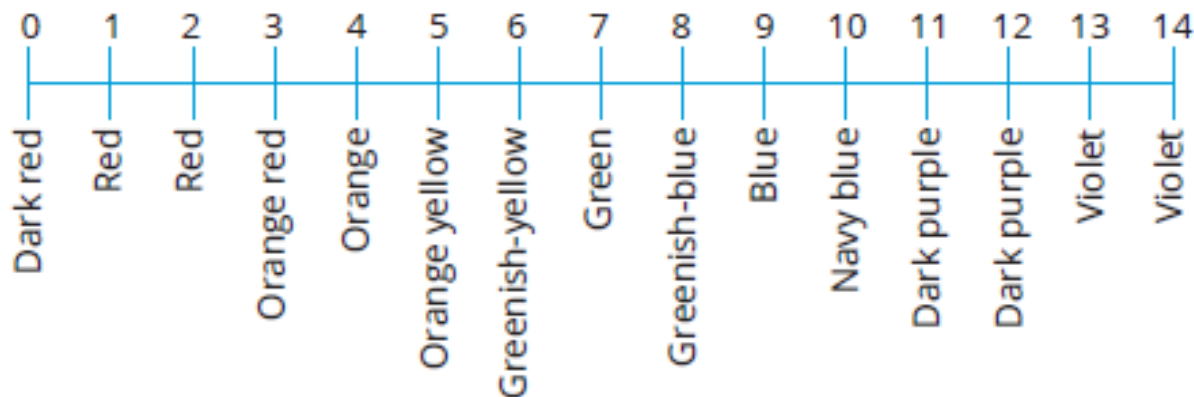 0 1 2 3 4 5 6 7 8 9 10 11 12 13 14
Dark red
Red
Red
Orange red
Orange
Orange yellow
Greenish-yellow
Green
Greenish-blue
Blue
Navy blue
Dark purple
Dark purple
Violet
Violet